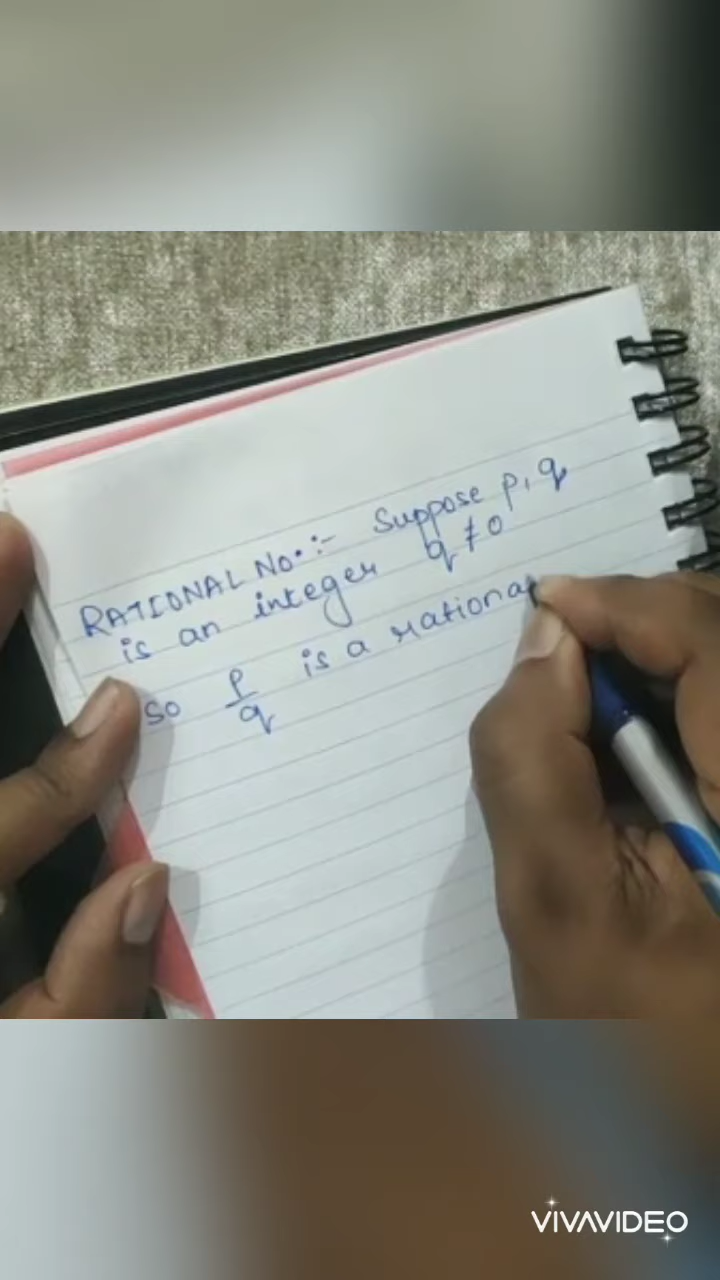 RATIONAL NO.:- Suppose p, q
is an integer q ≠ 0
so p/q is a rational
VIVAVIDEO